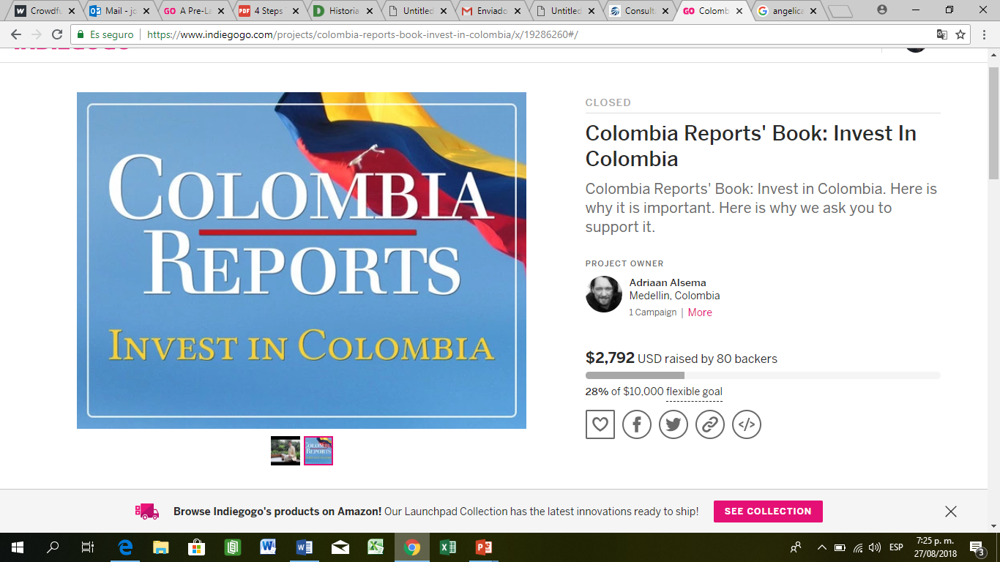 Crowdfu
Mail - jo
A Pre-La
4 Steps
Historia
Untitled
Enviado
Untitled
Consult
Colomb
angelica
Es seguro
https://www.indiegogo.com/projects/colombia-reports-book-invest-in-colombia/x/19286260#/
COLOMBIA
REPORTS
INVEST IN COLOMBIA
CLOSED
Colombia Reports' Book: Invest In
Colombia
Colombia Reports' Book: Invest in Colombia. Here is
why it is important. Here is why we ask you to
support it.
PROJECT OWNER
Adriaan Alsema
Medellin, Colombia
1 Campaign | More
$2,792 USD raised by 80 backers
28% of $10,000 flexible goal
Browse Indiegogo's products on Amazon! Our Launchpad Collection has the latest innovations ready to ship!
SEE COLLECTION
ESP
7:25 p. m.
27/08/2018
3